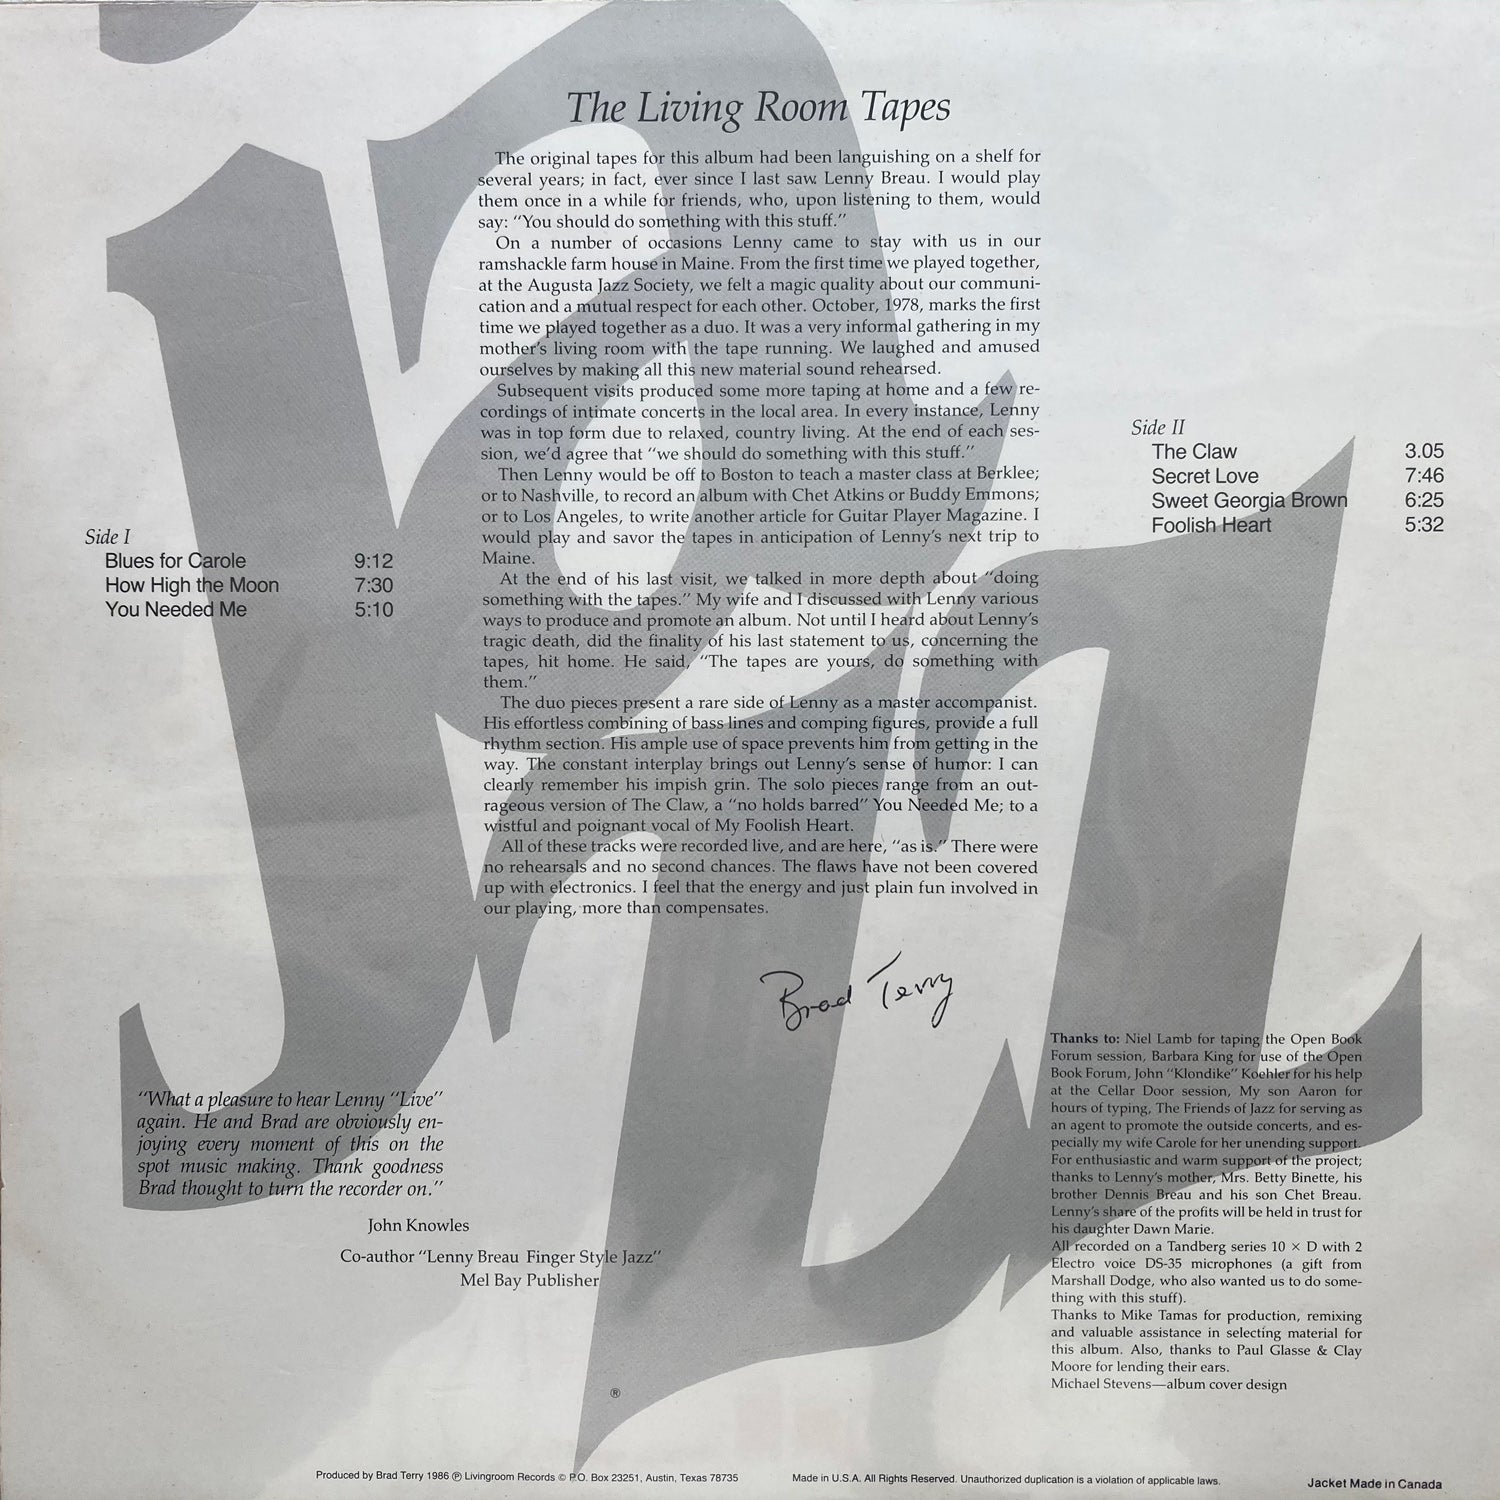 The Living Room Tapes
The original tapes for this album had been languishing on a shelf for
several years; in fact, ever since I last saw Lenny Breau. I would play
them once in a while for friends, who, upon listening to them, would
say: "You should do something with this stuff."
On a number of occasions Lenny came to stay with us in our
ramshackle farm house in Maine. From the first time we played together,
at the Augusta Jazz Society, we felt a magic quality about our communi-
cation and a mutual respect for each other. October, 1978, marks the first
time we played together as a duo. It was a very informal gathering in my
mother's living room with the tape running. We laughed and amused
ourselves by making all this new material sound rehearsed.
Subsequent visits produced some more taping at home and a few re-
cordings of intimate concerts in the local area. In every instance, Lenny
was in top form due to relaxed, country living. At the end of each ses-
sion, we'd agree that "we should do something with this stuff."
Then Lenny would be off to Boston to teach a master class at Berklee;
or to Nashville, to record an album with Chet Atkins or Buddy Emmons;
or to Los Angeles, to write another article for Guitar Player Magazine. I
would play and savor the tapes in anticipation of Lenny's next trip to
Maine.
At the end of his last visit, we talked in more depth about "doing
something with the tapes." My wife and I discussed with Lenny various
ways to produce and promote an album. Not until I heard about Lenny's
tragic death, did the finality of his last statement to us, concerning the
tapes, hit home. He said, "The tapes are yours, do something with
them."
The duo pieces present a rare side of Lenny as a master accompanist.
His effortless combining of bass lines and comping figures, provide a full
rhythm section. His ample use of space prevents him from getting in the
way. The constant interplay brings out Lenny's sense of humor: I can
clearly remember his impish grin. The solo pieces range from an out-
rageous version of The Claw, a "no holds barred" You Needed Me; to a
wistful and poignant vocal of My Foolish Heart.
All of these tracks were recorded live, and are here, "as is." There were
no rehearsals and no second chances. The flaws have not been covered
up with electronics. I feel that the energy and just plain fun involved in
our playing, more than compensates.
Brad Terry
Side I
Blues for Carole 9:12
How High the Moon 7:30
You Needed Me 5:10
Side II
The Claw 3.05
Secret Love 7:46
Sweet Georgia Brown 6:25
Foolish Heart 5:32
"What a pleasure to hear Lenny "Live"
again. He and Brad are obviously en-
joying every moment of this on the
spot music making. Thank goodness
Brad thought to turn the recorder on."
John Knowles
Co-author "Lenny Breau Finger Style Jazz"
Mel Bay Publisher
Thanks to: Niel Lamb for taping the Open Book
Forum session, Barbara King for use of the Open
Book Forum, John "Klondike" Koehler for his help
at the Cellar Door session, My son Aaron for
hours of typing, The Friends of Jazz for serving as
an agent to promote the outside concerts, and es-
pecially my wife Carole for her unending support.
For enthusiastic and warm support of the project;
thanks to Lenny's mother, Mrs. Betty Binette, his
brother Dennis Breau and his son Chet Breau.
Lenny's share of the profits will be held in trust for
his daughter Dawn Marie.
All recorded on a Tandberg series 10 × D with 2
Electro voice DS-35 microphones (a gift from
Marshall Dodge, who also wanted us to do some-
thing with this stuff).
Thanks to Mike Tamas for production, remixing
and valuable assistance in selecting material for
this album. Also, thanks to Paul Glasse & Clay
Moore for lending their ears.
Michael Stevens—album cover design
jazz
®
Produced by Brad Terry 1986 ℗ Livingroom Records © P.O. Box 23251, Austin, Texas 78735
Made in U.S.A. All Rights Reserved. Unauthorized duplication is a violation of applicable laws.
Jacket Made in Canada